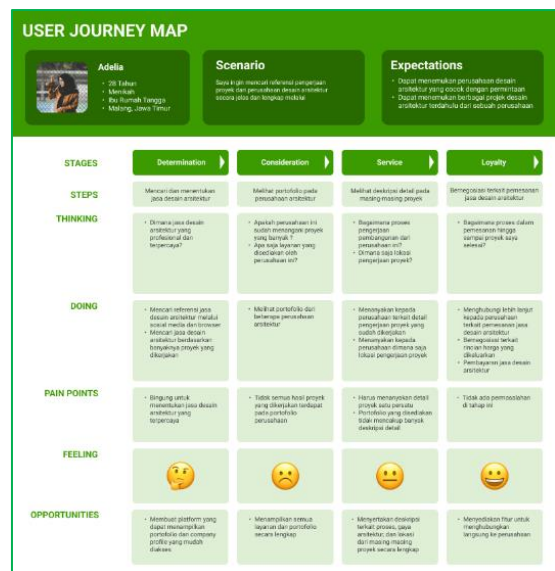 USER JOURNEY MAP
Adelia
• 28 Tahun
• Menikah
• Ibu Rumah Tangga
• Malang, Jawa Timur
Scenario
Saya ingin mencari referensi pengerjaan
proyek dari perusahaan desain arsitektur
secara jelas dan lengkap melalui
Expectations
• Dapat menemukan perusahaan desain
arsitektur yang cocok dengan permintaan
• Dapat menemukan berbagai projek desain
arsitektur terdahulu dari sebuah perusahaan
STAGES
Determination
Consideration
Service
Loyalty
STEPS
Mencari dan menentukan
jasa desain arsitektur
Melihat portofolio pada
perusahaan arsitektur
Melihat deskripsi detail pada
masing-masing proyek
Bernegosiasi terkait pemesanan
jasa desain arsitektur
THINKING
• Dimana jasa desain
arsitektur yang
profesional dan
terpercaya?
• Apakah perusahaan ini
sudah menangani proyek
yang banyak ?
• Apa saja layanan yang
disediakan oleh
perusahaan ini?
• Bagaimana proses
pengerjaan
pembangunan dari
perusahaan ini?
• Dimana saja lokasi
pengerjaan proyek?
• Bagaimana proses dalam
pemesanan hingga
sampai proyek saya
selesai?
DOING
• Mencari referensi jasa
desain arsitektur melalui
sosial media dan browser
• Mencari jasa desain
arsitektur berdasarkan
banyaknya proyek yang
dikerjakan
• Melihat portofolio dari
beberapa perusahaan
arsitektur
• Menanyakan kepada
perusahaan terkait detail
pengerjaan proyek yang
sudah dikerjakan
• Menanyakan kepada
perusahaan dimana saja
lokasi pengerjaan proyek
• Menghubungi lebih lanjut
kepada perusahaan
terkait pemesanan jasa
desain arsitektur
• Bernegosiasi terkait
rincian harga yang
dikeluarkan
• Pembayaran jasa desain
arsitektur
PAIN POINTS
• Bingung untuk
menentukan jasa desain
arsitektur yang
terpercaya
• Tidak semua hasil proyek
yang dikerjakan terdapat
pada portofolio
perusahaan
• Harus menanyakan detail
proyek satu persatu
• Portofolio yang disediakan
tidak mencakup banyak
deskripsi detail
• Tidak ada permasalahan
di tahap ini
FEELING
OPPORTUNITIES
• Membuat platform yang
dapat menampilkan
portofolio dan company
profile yang mudah
diakses
• Menampilkan semua
layanan dan portofolio
secara lengkap
• Menyertakan deskripsi
terkait proses, gaya
arsitektur, dan lokasi
dari masing-masing
proyek secara lengkap
• Menyediakan fitur untuk
menghubungkan
langsung ke perusahaan